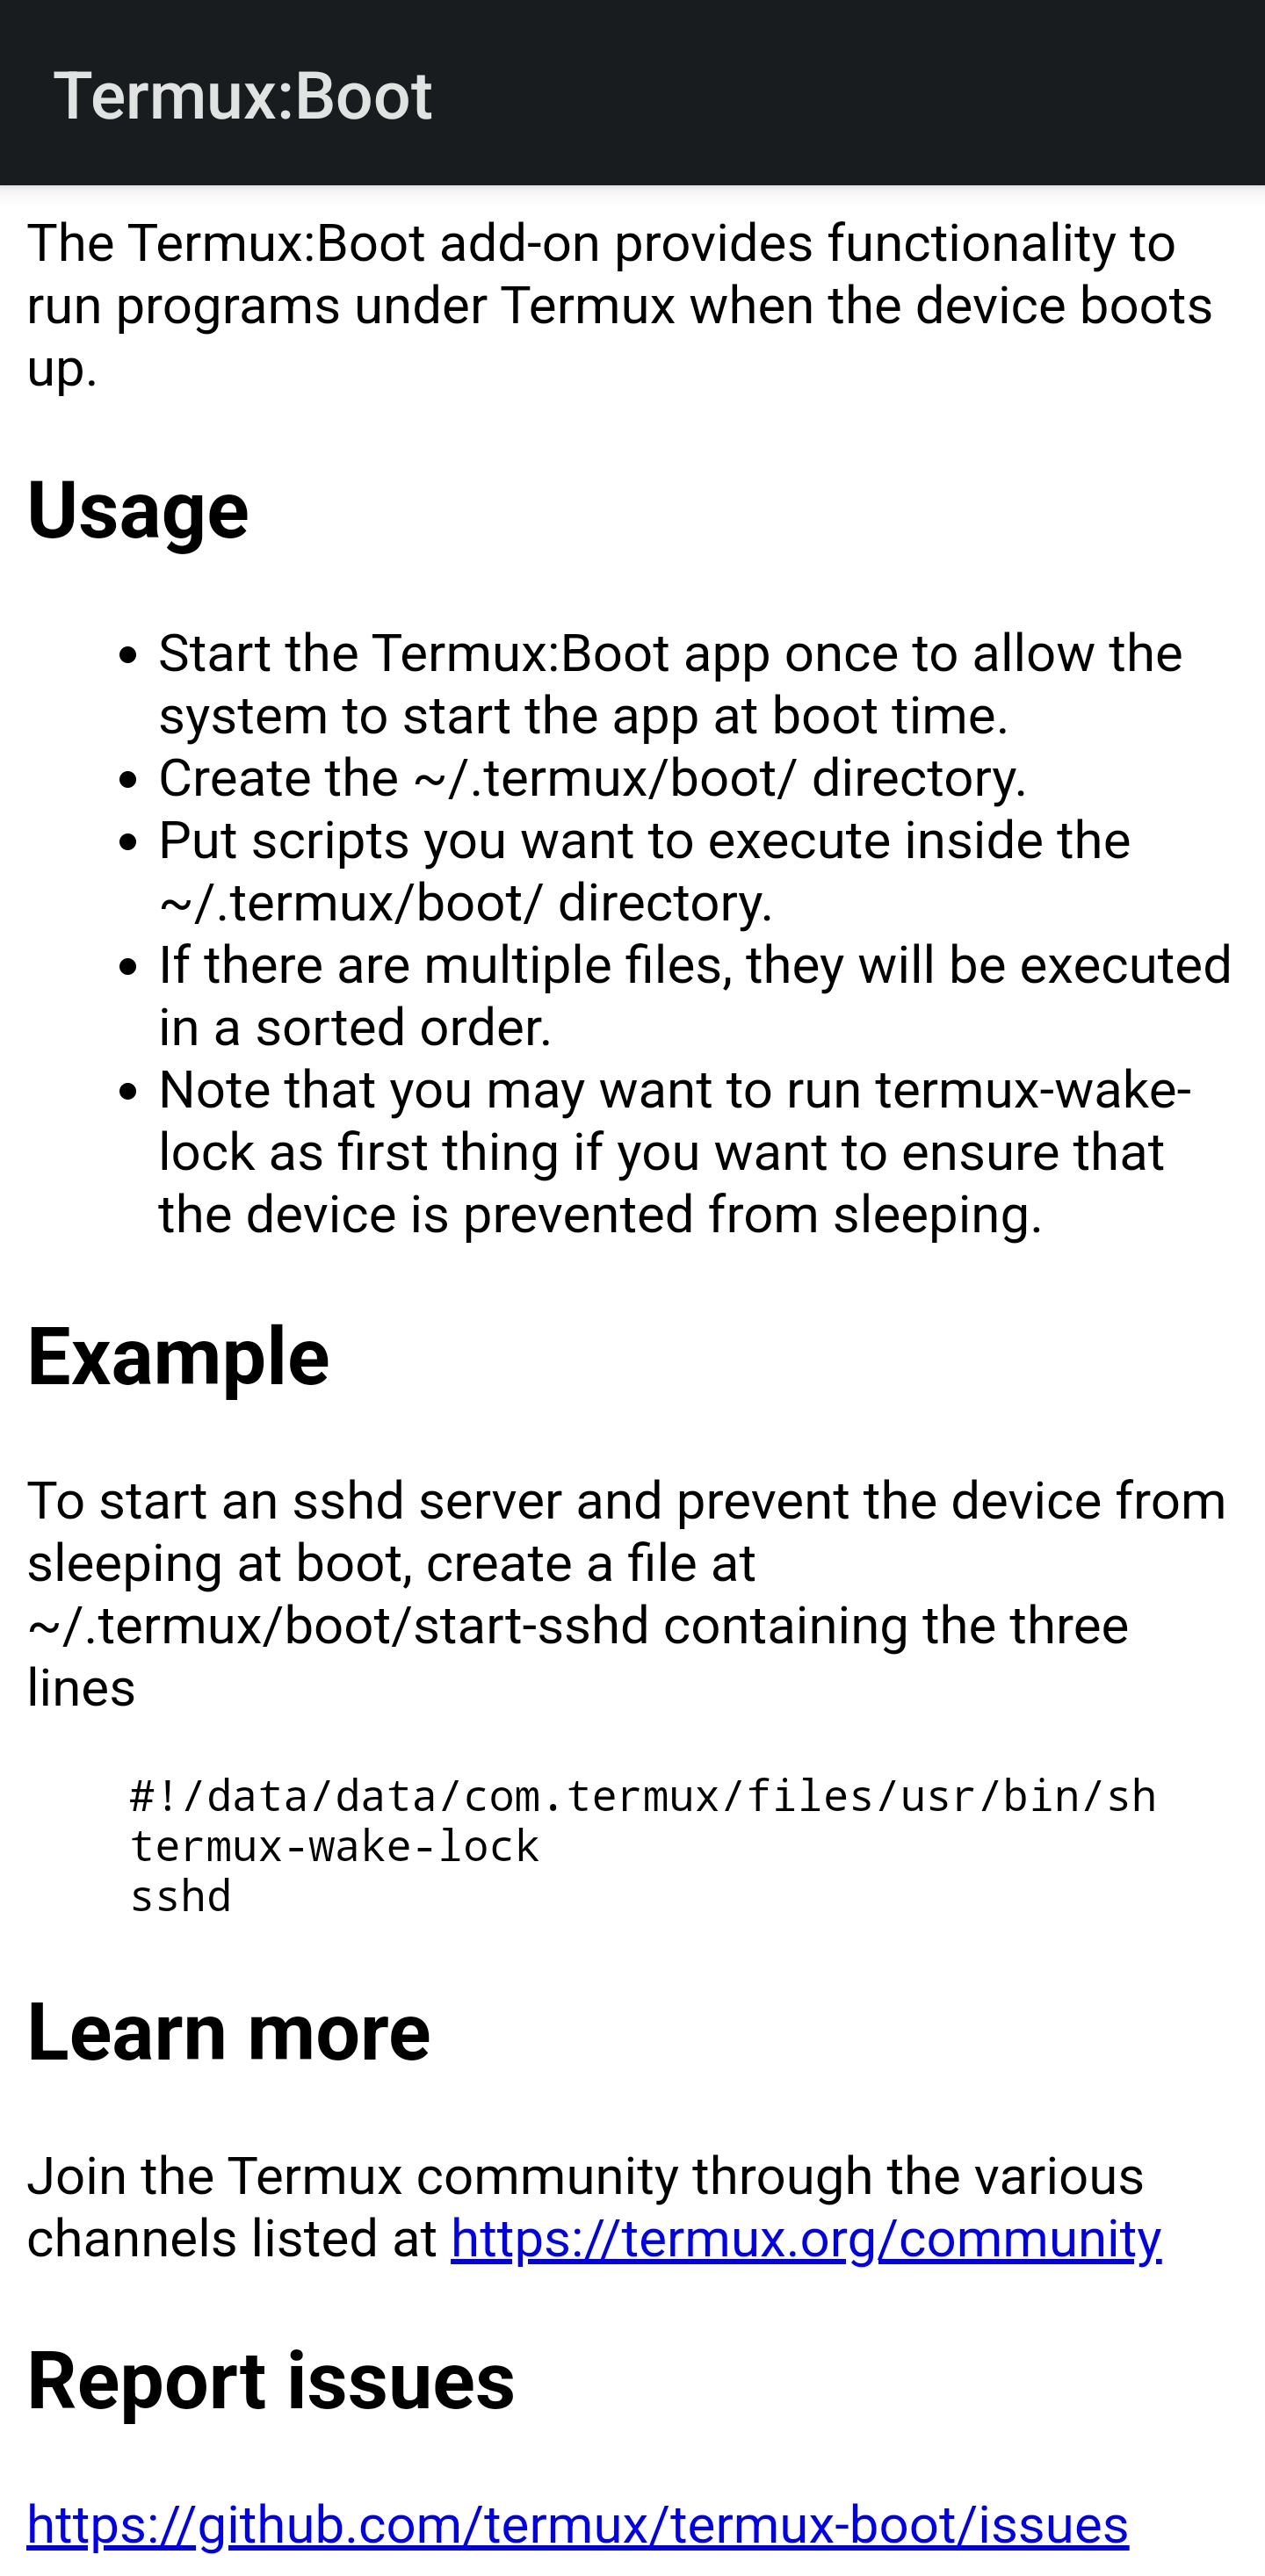 Termux:Boot
The Termux:Boot add-on provides functionality to
run programs under Termux when the device boots
up.
Usage
• Start the Termux:Boot app once to allow the
system to start the app at boot time.
• Create the ~/.termux/boot/ directory.
• Put scripts you want to execute inside the
~/.termux/boot/ directory.
• If there are multiple files, they will be executed
in a sorted order.
• Note that you may want to run termux-wake-
lock as first thing if you want to ensure that
the device is prevented from sleeping.
Example
To start an sshd server and prevent the device from
sleeping at boot, create a file at
~/.termux/boot/start-sshd containing the three
lines
#!/data/data/com.termux/files/usr/bin/sh
termux-wake-lock
sshd
Learn more
Join the Termux community through the various
channels listed at https://termux.org/community
Report issues
https://github.com/termux/termux-boot/issues